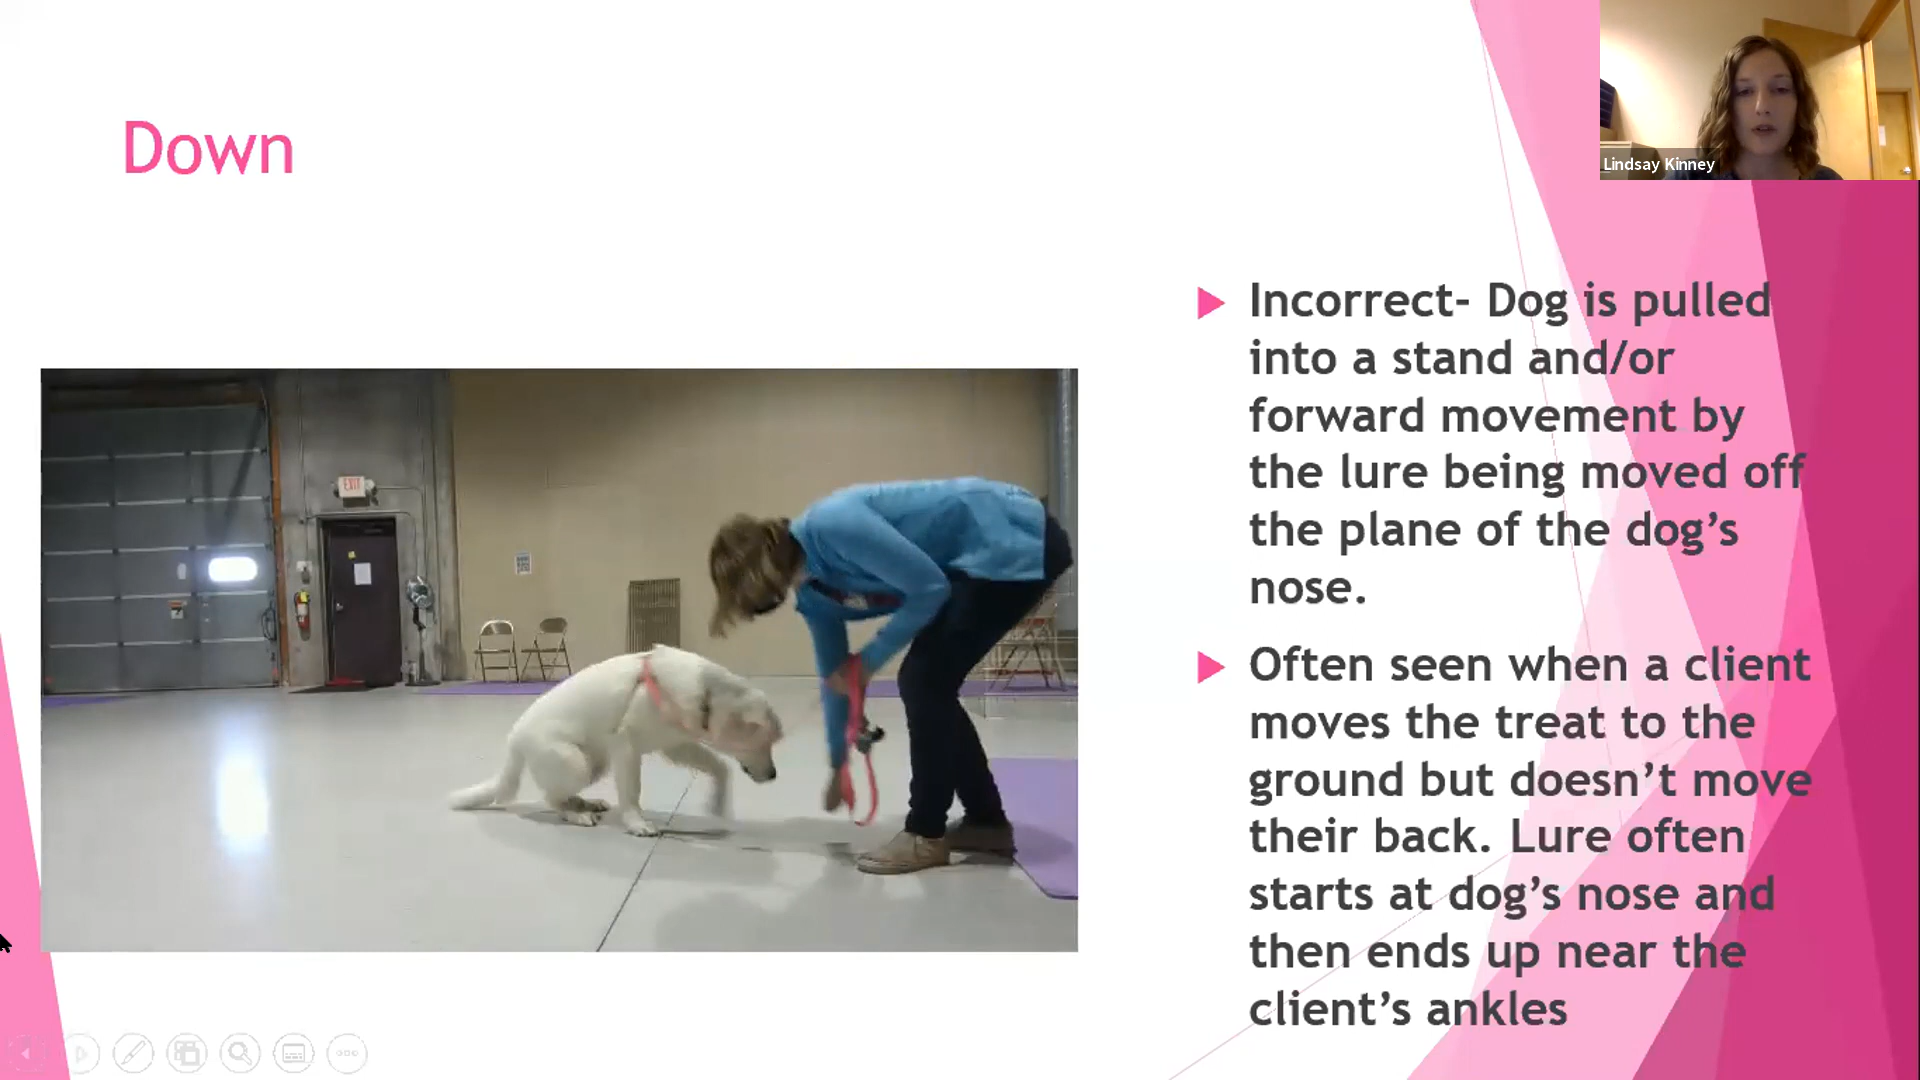 Down
Lindsay Kinney
Incorrect- Dog is pulled
into a stand and/or
forward movement by
the lure being moved off
the plane of the dog’s
nose.
Often seen when a client
moves the treat to the
ground but doesn’t move
their back. Lure often
starts at dog’s nose and
then ends up near the
client’s ankles
EXIT